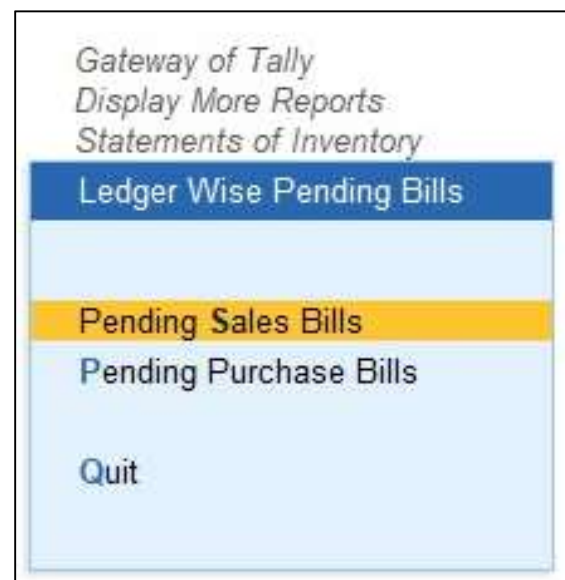 Gateway of Tally
Display More Reports
Statements of Inventory
Ledger Wise Pending Bills
Pending Sales Bills
Pending Purchase Bills
Quit